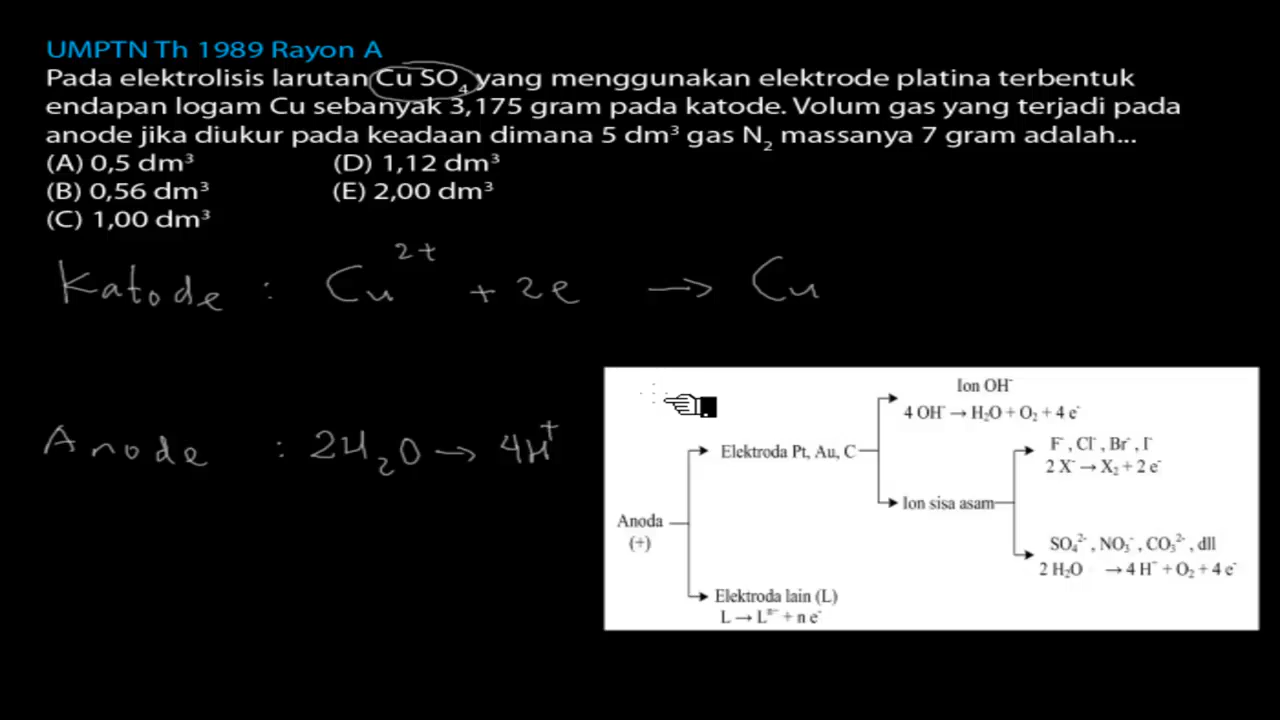 UMPTN Th 1989 Rayon A
Pada elektrolisis larutan Cu SO₄ yang menggunakan elektrode platina terbentuk
endapan logam Cu sebanyak 3,175 gram pada katode. Volum gas yang terjadi pada
anode jika diukur pada keadaan dimana 5 dm³ gas N₂ massanya 7 gram adalah...
(A) 0,5 dm³ (D) 1,12 dm³
(B) 0,56 dm³ (E) 2,00 dm³
(C) 1,00 dm³
Katode : Cu²⁺ + 2e → Cu
Anode : 2H₂O → 4H⁺
Ion OH⁻
4 OH⁻ → H₂O + O₂ + 4 e⁻
Elektroda Pt, Au, C
F⁻, Cl⁻, Br⁻, I⁻
2 X⁻ → X₂ + 2 e⁻
Ion sisa asam
Anoda
(+)
SO₄²⁻, NO₃⁻, CO₃²⁻, dll
2 H₂O → 4 H⁻ + O₂ + 4 e⁻
Elektroda lain (L)
L → Lⁿ⁻ + n e⁻